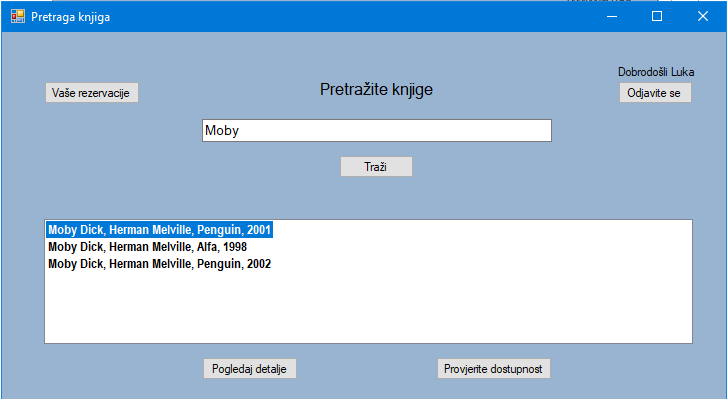 Pretraga knjiga
Dobrodošli Luka
Vaše rezervacije
Pretražite knjige
Odjavite se
Moby
Traži
Moby Dick, Herman Melville, Penguin, 2001
Moby Dick, Herman Melville, Alfa, 1998
Moby Dick, Herman Melville, Penguin, 2002
Pogledaj detalje
Provjerite dostupnost